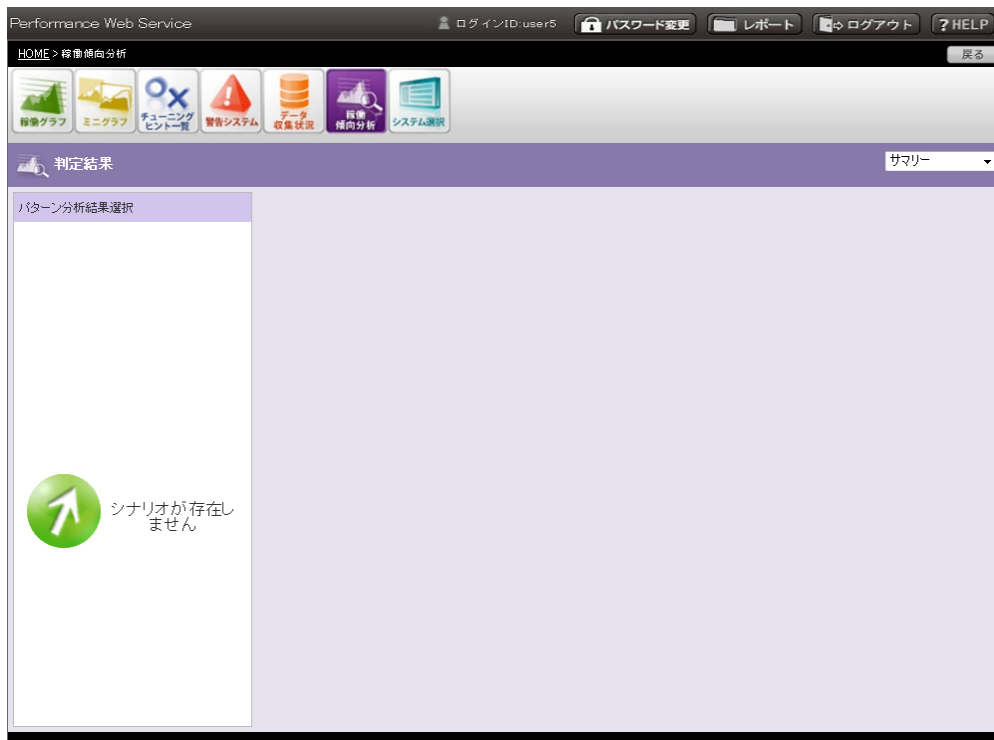 Performance Web Service
ログインID:user5
パスワード変更
レポート
ログアウト
?HELP
HOME > 稼働傾向分析
戻る
稼働グラフ
ミニグラフ
チューニング
ヒント一覧
警告システム
データ
収集状況
稼働
傾向分析
システム選択
判定結果
サマリー
パターン分析結果選択
シナリオが存在し
ません